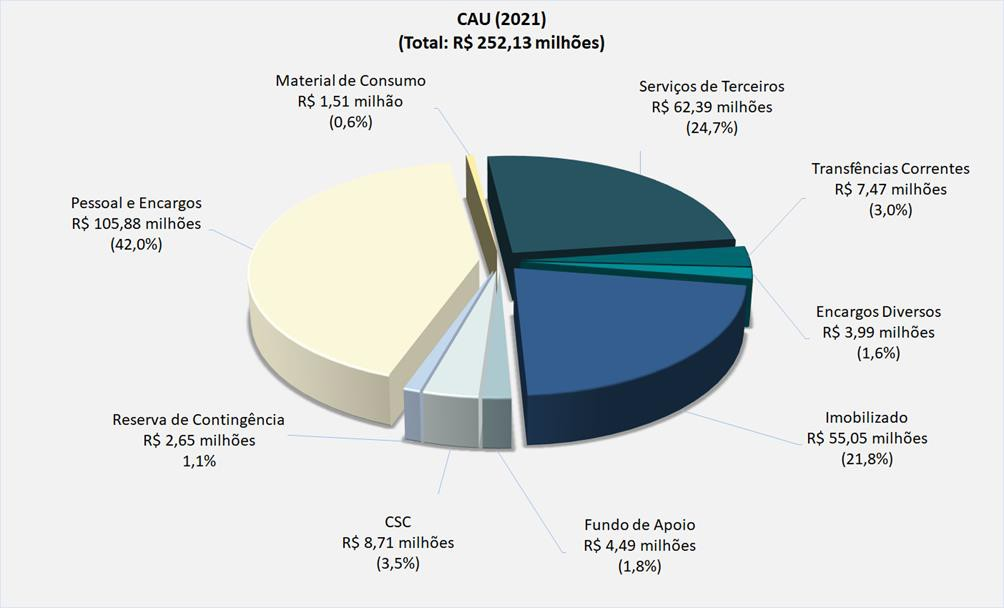 CAU (2021)
(Total: R$ 252,13 milhões)
Material de Consumo
R$ 1,51 milhão
(0,6%)
Serviços de Terceiros
R$ 62,39 milhões
(24,7%)
Transfências Correntes
R$ 7,47 milhões
(3,0%)
Pessoal e Encargos
R$ 105,88 milhões
(42,0%)
Encargos Diversos
R$ 3,99 milhões
(1,6%)
Reserva de Contingência
R$ 2,65 milhões
1,1%
Imobilizado
R$ 55,05 milhões
(21,8%)
CSC
R$ 8,71 milhões
(3,5%)
Fundo de Apoio
R$ 4,49 milhões
(1,8%)